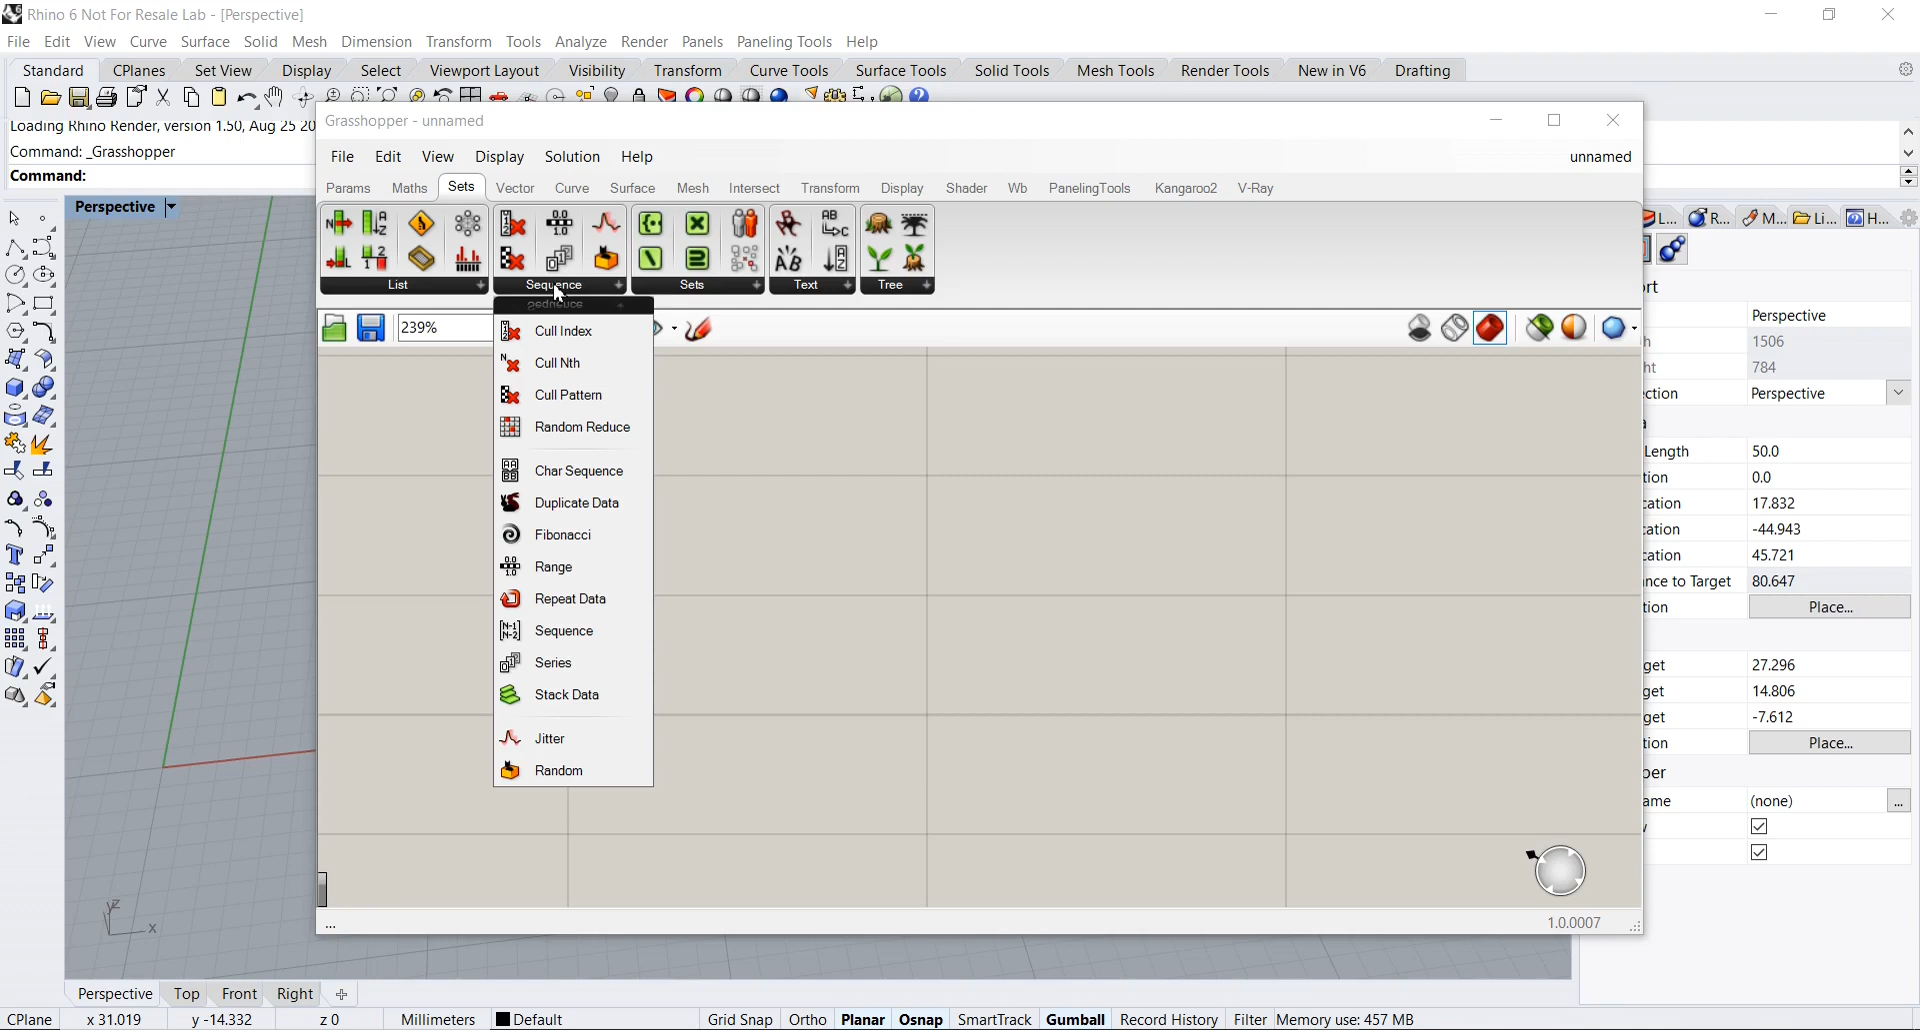 Rhino 6 Not For Resale Lab - [Perspective]
File Edit View Curve Surface Solid Mesh Dimension Transform Tools Analyze Render Panels Paneling Tools Help
Standard CPlanes Set View Display Select Viewport Layout Visibility Transform Curve Tools Surface Tools Solid Tools Mesh Tools Render Tools New in V6 Drafting
Loading Rhino Render, version 1.50, Aug 25 20
Command: _Grasshopper
Command:
Grasshopper - unnamed
File Edit View Display Solution Help unnamed
Params Maths Sets Vector Curve Surface Mesh Intersect Transform Display Shader Wb PanelingTools Kangaroo2 V-Ray
List Sequence Sets Text Tree
239%
Cull Index
Cull Nth
Cull Pattern
Random Reduce
Char Sequence
Duplicate Data
Fibonacci
Range
Repeat Data
Sequence
Series
Stack Data
Jitter
Random
... 1.0.0007
Perspective
L... R... M... Li... H...
rt
Perspective
h 1506
ht 784
ction Perspective
Length 50.0
tion 0.0
cation 17.832
cation -44.943
cation 45.721
nce to Target 80.647
tion Place...
get 27.296
get 14.806
get -7.612
tion Place...
per
ame (none) ...
x
Perspective Top Front Right
CPlane x 31.019 y -14.332 z 0 Millimeters Default Grid Snap Ortho Planar Osnap SmartTrack Gumball Record History Filter Memory use: 457 MB